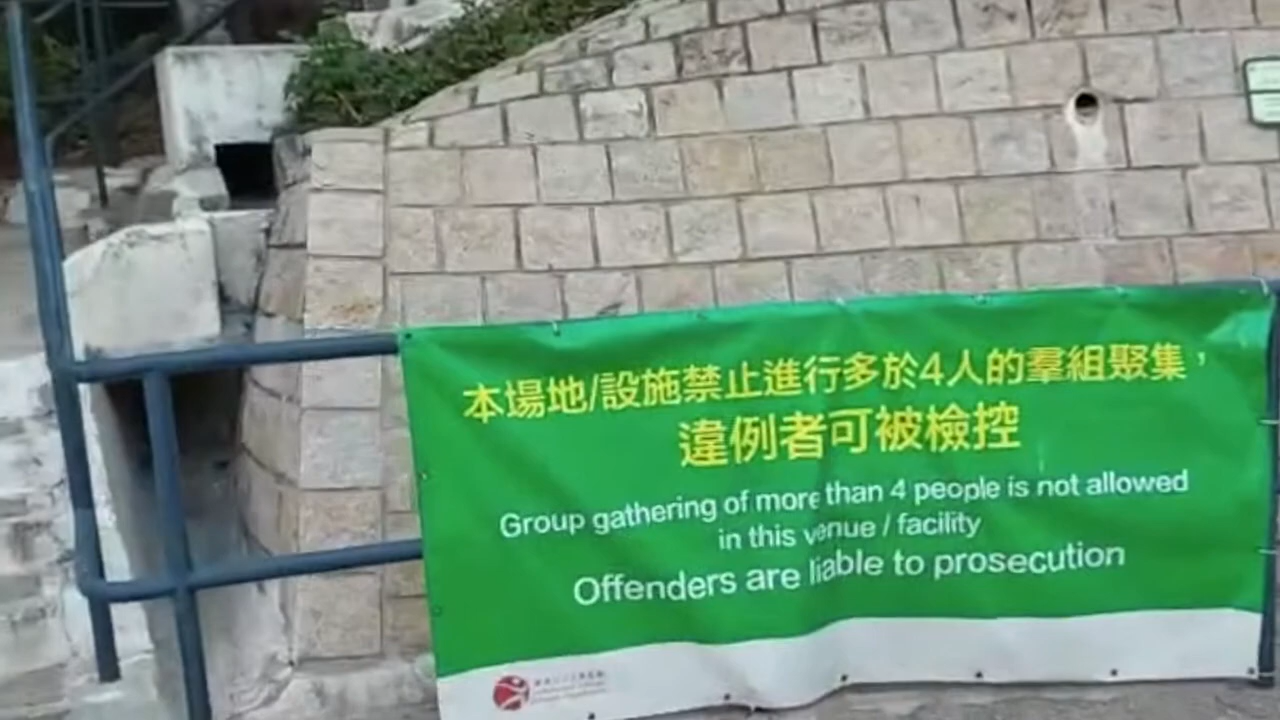 本場地/設施禁止進行多於4人的羣組聚集，
違例者可被檢控
Group gathering of more than 4 people is not allowed
in this venue / facility
Offenders are liable to prosecution